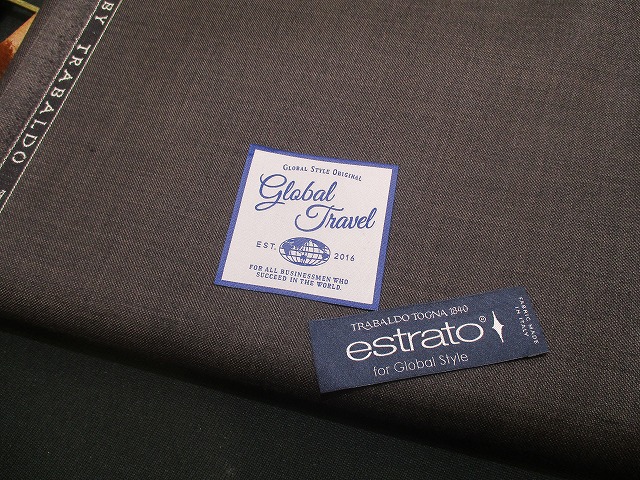 BY TRABALDO
GLOBAL STYLE ORIGINAL
Global
Travel
EST. 2016
FOR ALL BUSINESSMEN WHO
SUCCEED IN THE WORLD.
TRABALDO TOGNA 1840
estrato®
for Global Style
FABRIC MADE
IN ITALY